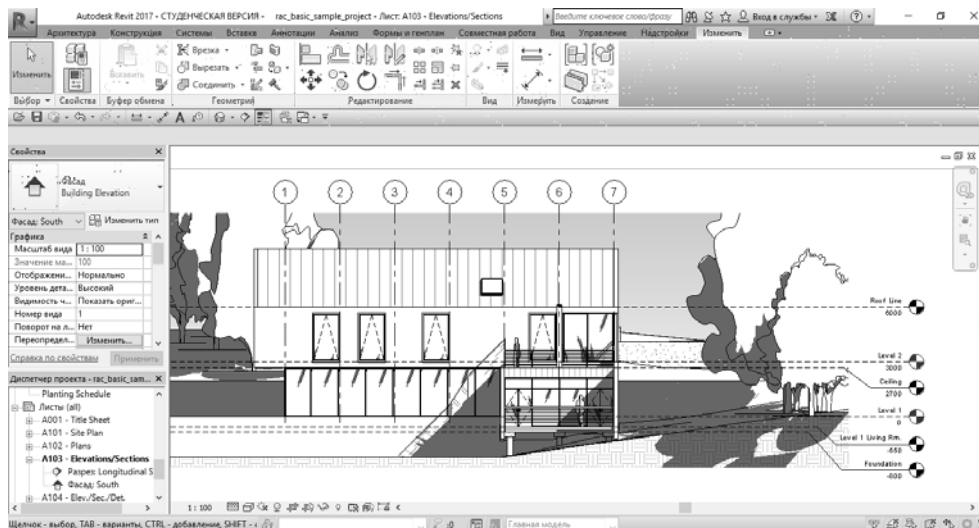 Autodesk Revit 2017 - СТУДЕНЧЕСКАЯ ВЕРСИЯ - rac_basic_sample_project - Лист: A103 - Elevations/Sections
Введите ключевое слово/фразу
Вход в службы
Архитектура Конструкция Системы Вставка Аннотации Анализ Формы и генплан Совместная работа Вид Управление Надстройки Изменить
Изменить
Вставить
Врезка
Вырезать
Соединить
Выбор Свойства Буфер обмена Геометрия Редактирование Вид Измерить Создание
Свойства
Фасад
Building Elevation
Фасад: South Изменить тип
Графика
Масштаб вида 1 : 100
Значение ма... 100
Отображени... Нормально
Уровень дета... Высокий
Видимость ч... Показать ориг...
Номер вида 1
Поворот на л... Нет
Переопредел... Изменить...
Справка по свойствам Применить
Диспетчер проекта - rac_basic_sam...
Planting Schedule
Листы (all)
A001 - Title Sheet
A101 - Site Plan
A102 - Plans
A103 - Elevations/Sections
Разрез: Longitudinal S
Фасад: South
A104 - Elev./Sec./Det.
1 2 3 4 5 6 7
Roof Line
6000
Level 2
3000
Ceiling
2700
Level 1
0
Level 1 Living Rm.
-550
Foundation
-800
1 : 100
Щелчок - выбор, TAB - варианты, CTRL - добавление, SHIFT -
:0
Главная модель